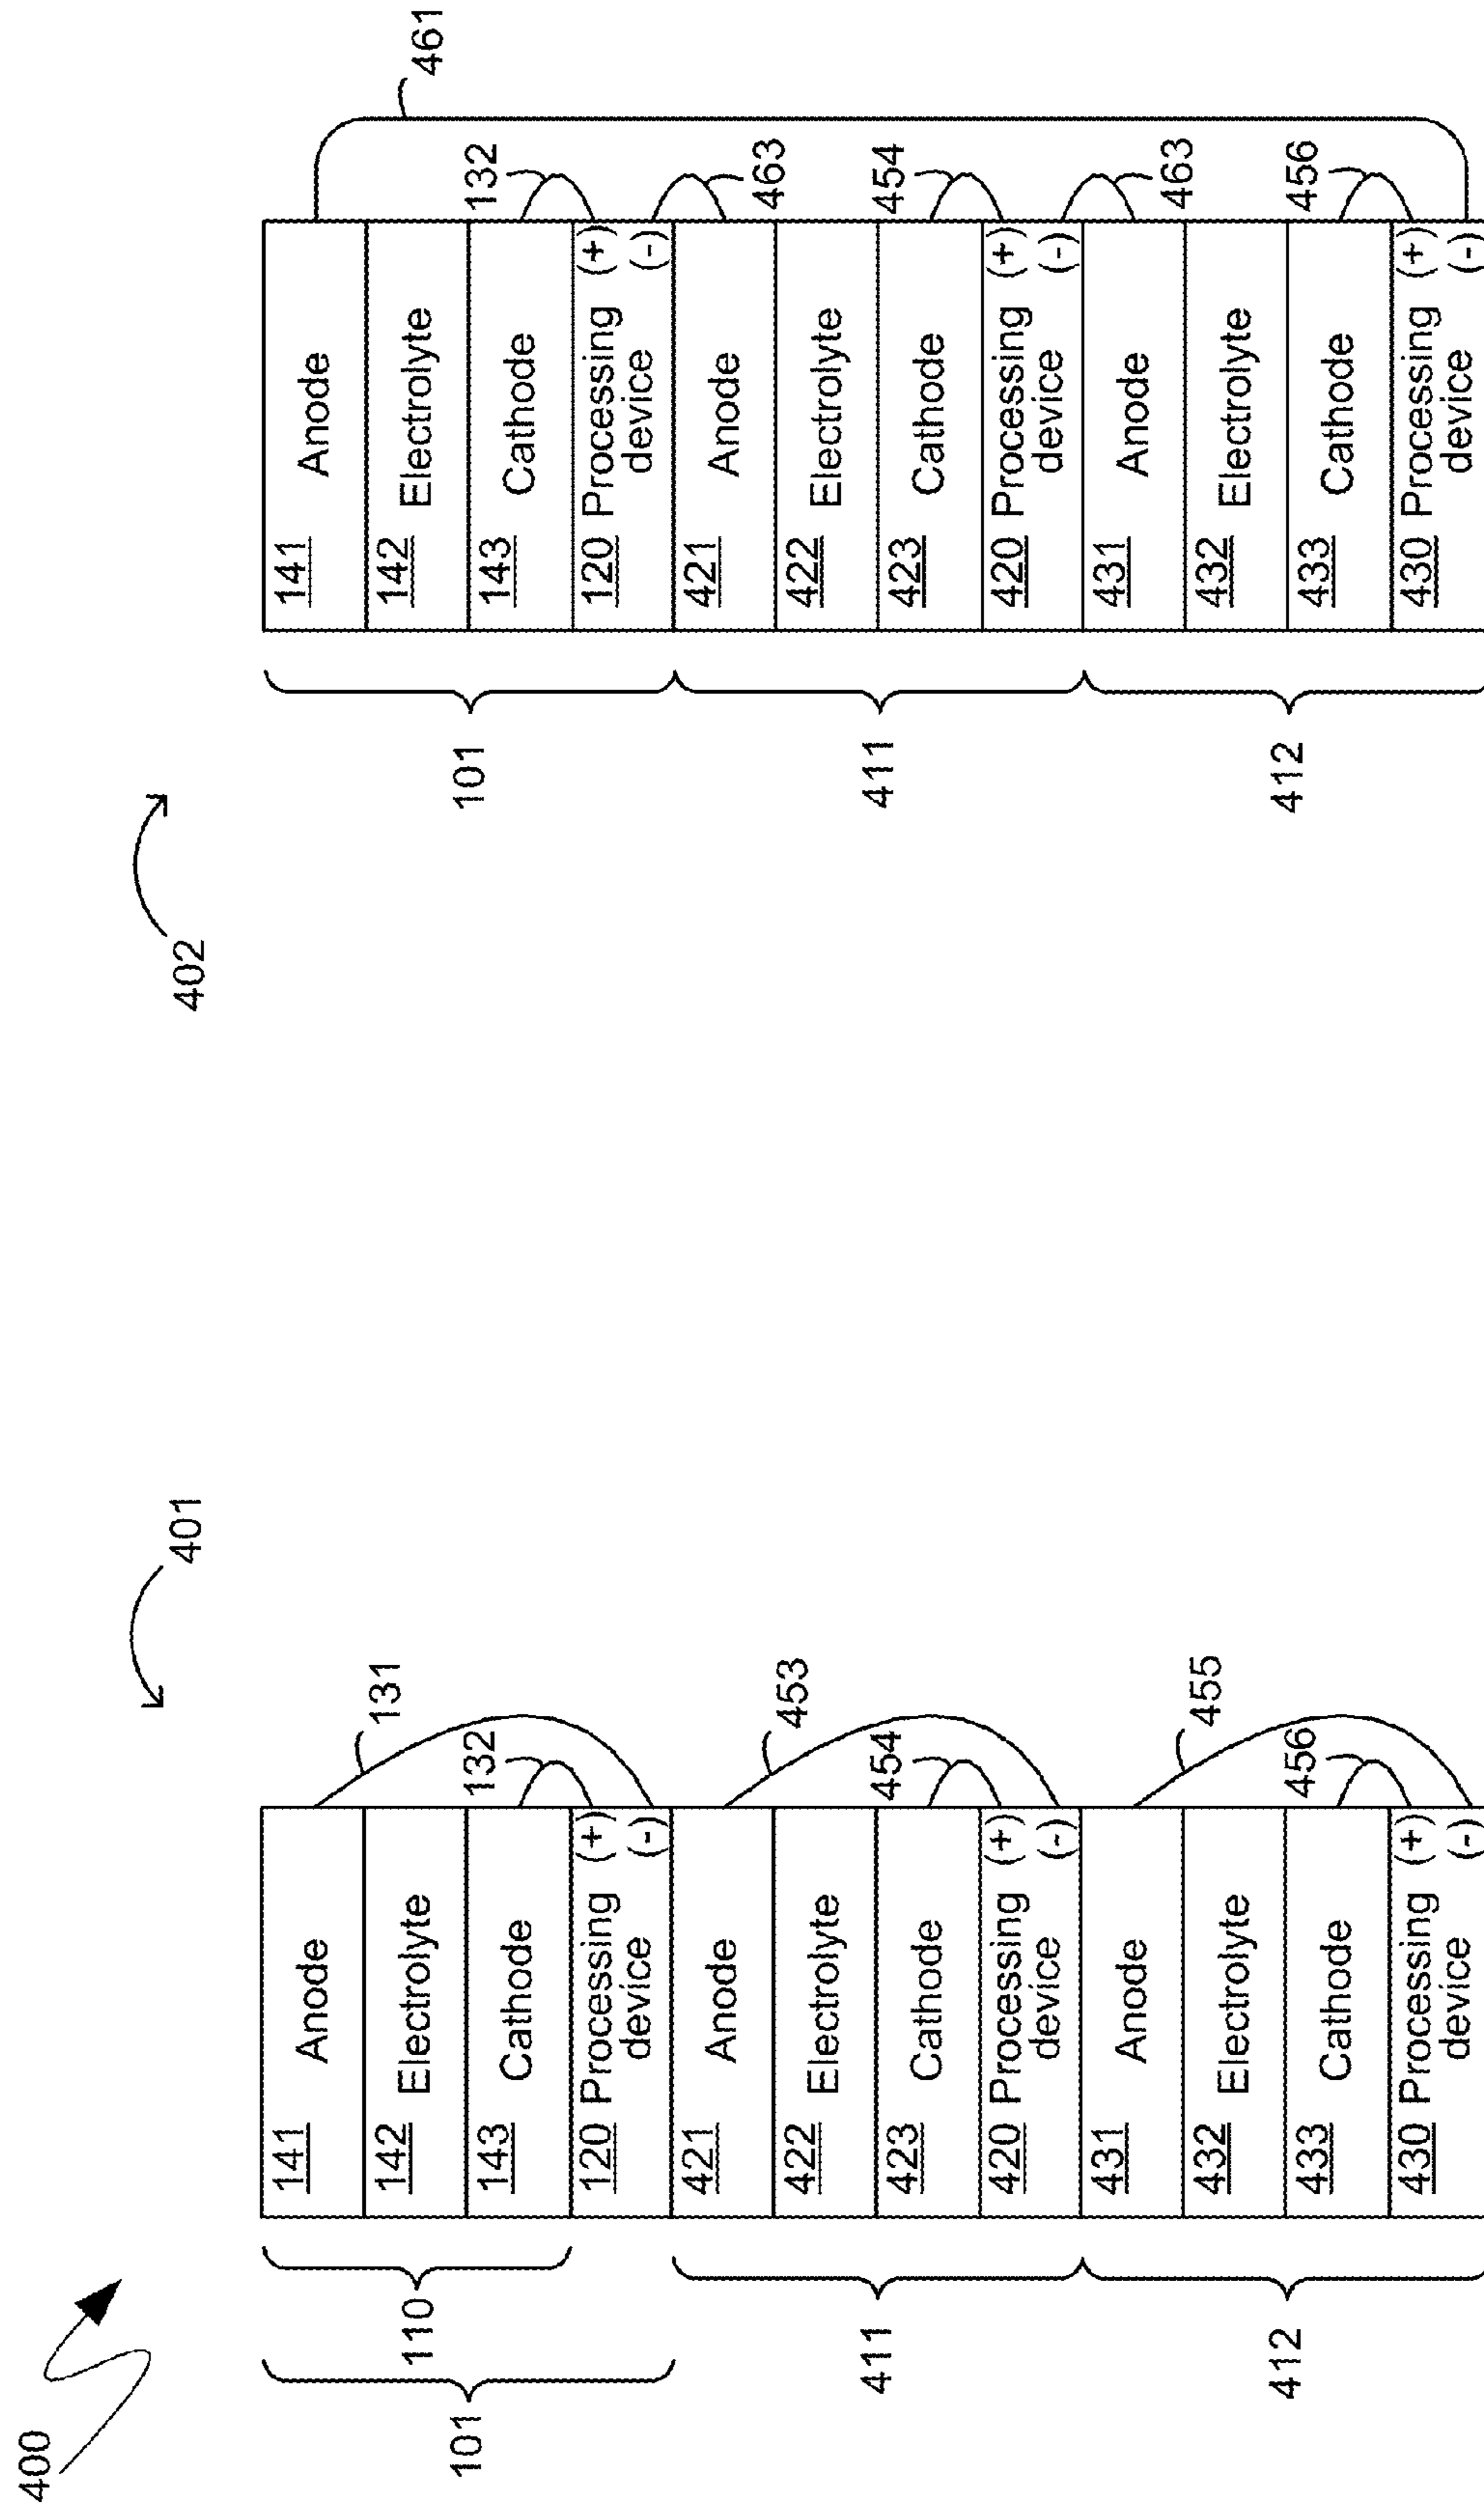 400
401
101
110
141 Anode
142 Electrolyte
143 Cathode
120 Processing device (+) (-)
131
132
411
421 Anode
422 Electrolyte
423 Cathode
420 Processing device (+) (-)
453
454
412
431 Anode
432 Electrolyte
433 Cathode
430 Processing device (+) (-)
455
456
402
101
141 Anode
142 Electrolyte
143 Cathode
120 Processing device (+) (-)
461
132
463
411
421 Anode
422 Electrolyte
423 Cathode
420 Processing device (+) (-)
454
463
412
431 Anode
432 Electrolyte
433 Cathode
430 Processing device (+) (-)
456